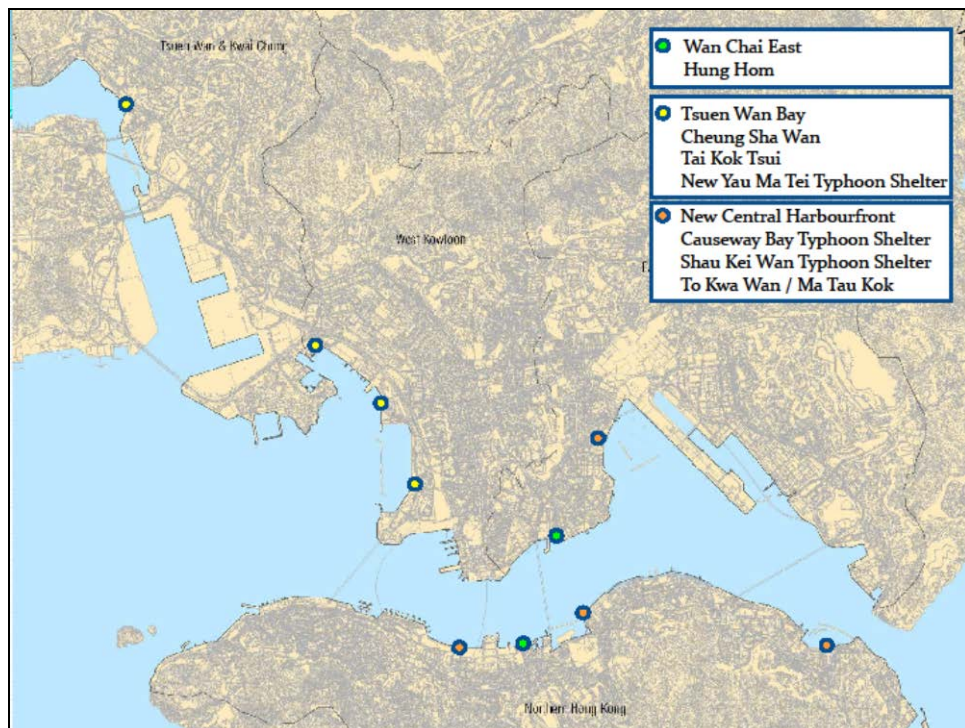 Tsuen Wan & Kwai Chung
Wan Chai East
Hung Hom
Tsuen Wan Bay
Cheung Sha Wan
Tai Kok Tsui
New Yau Ma Tei Typhoon Shelter
West Kowloon
New Central Harbourfront
Causeway Bay Typhoon Shelter
Shau Kei Wan Typhoon Shelter
To Kwa Wan / Ma Tau Kok
Northern Hong Kong